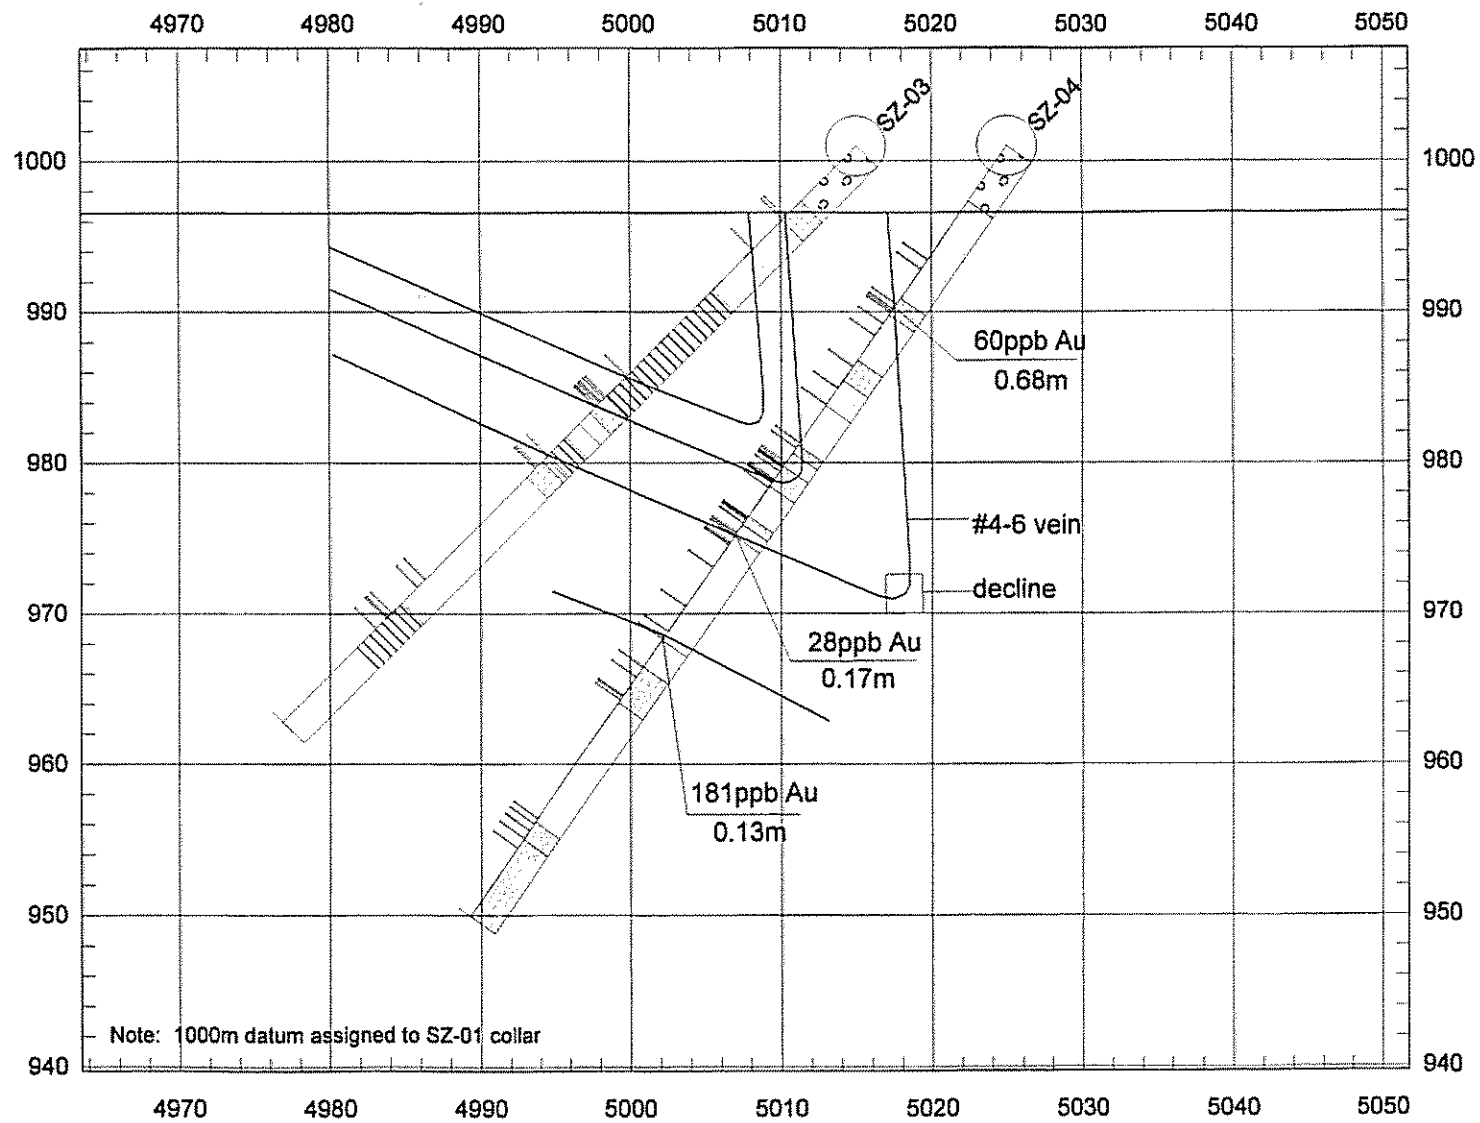 4970 4980 4990 5000 5010 5020 5030 5040 5050
SZ-03
SZ-04
1000 1000
990 990
60ppb Au
0.68m
980 980
#4-6 vein
decline
970 970
28ppb Au
0.17m
960 960
181ppb Au
0.13m
950 950
Note: 1000m datum assigned to SZ-01 collar
940 940
4970 4980 4990 5000 5010 5020 5030 5040 5050